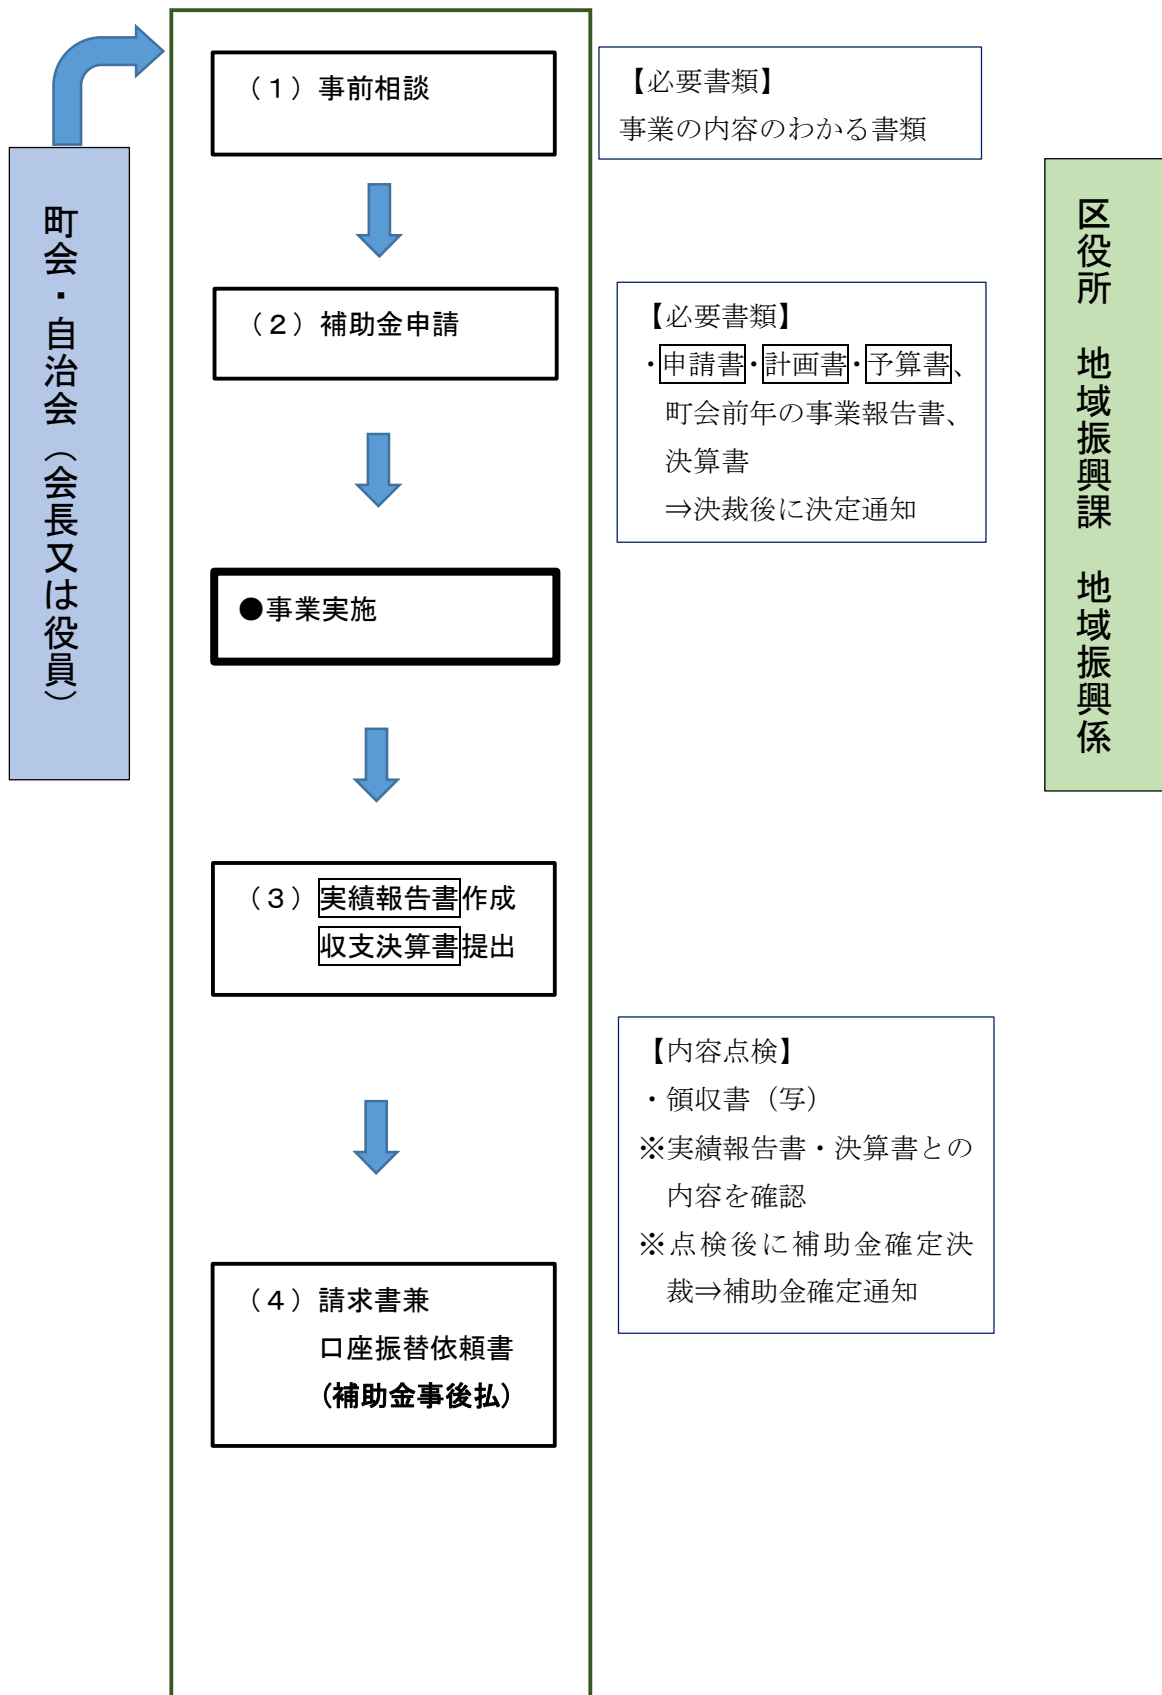 町会・自治会（会長又は役員）
（１）事前相談
【必要書類】
事業の内容のわかる書類
（２）補助金申請
【必要書類】
・申請書・計画書・予算書、
町会前年の事業報告書、
決算書
⇒決裁後に決定通知
●事業実施
（３）実績報告書作成
収支決算書提出
【内容点検】
・領収書（写）
※実績報告書・決算書との
内容を確認
※点検後に補助金確定決
裁⇒補助金確定通知
（４）請求書兼
口座振替依頼書
（補助金事後払）
区役所　地域振興課　地域振興係